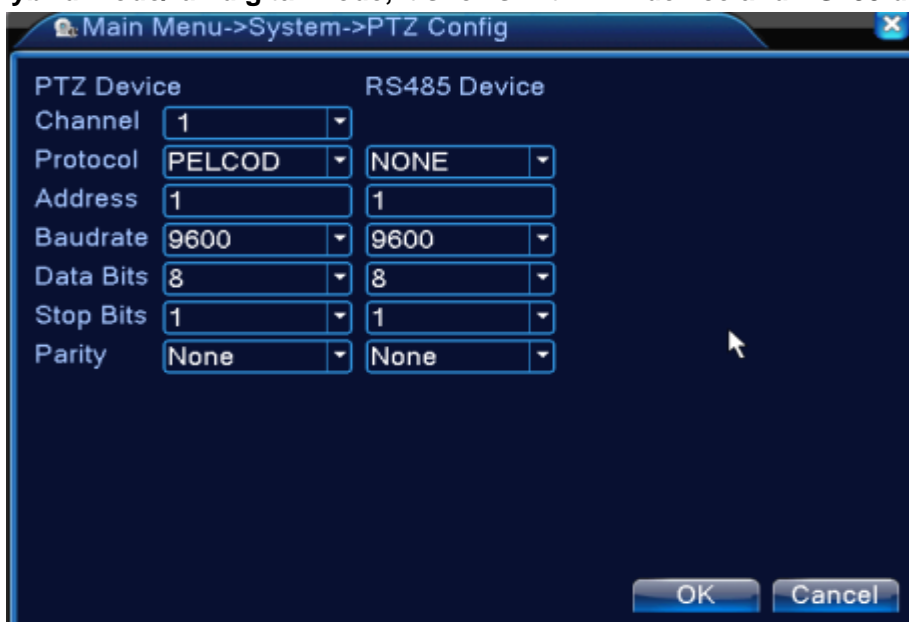 Main Menu->System->PTZ Config
PTZ Device RS485 Device
Channel 1
Protocol PELCOD NONE
Address 1 1
Baudrate 9600 9600
Data Bits 8 8
Stop Bits 1 1
Parity None None
OK Cancel